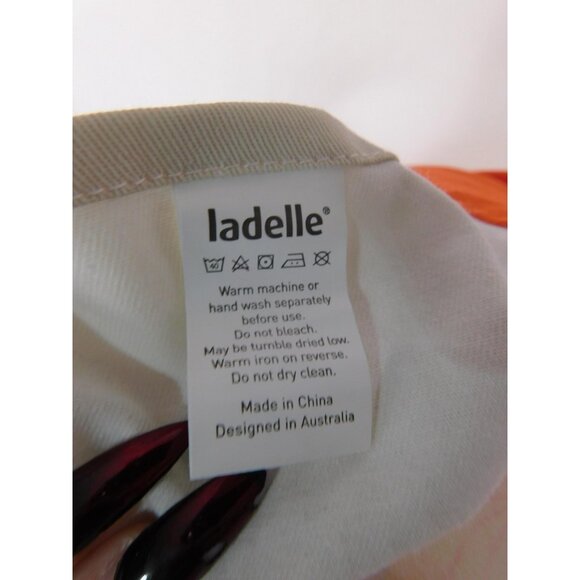 ladelle®
40
Warm machine or
hand wash separately
before use.
Do not bleach.
May be tumble dried low.
Warm iron on reverse.
Do not dry clean.
Made in China
Designed in Australia